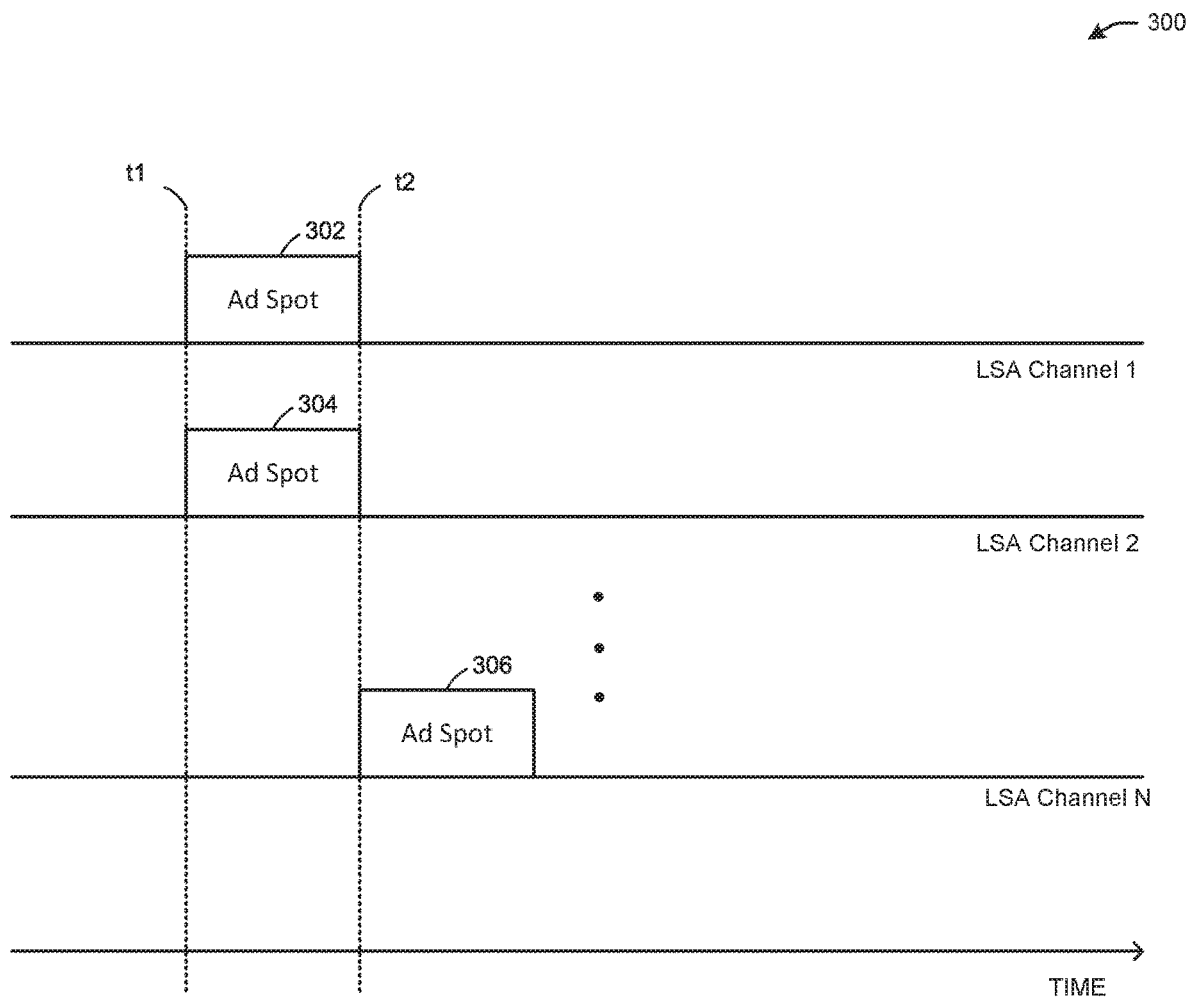 300
t1
t2
302
Ad Spot
LSA Channel 1
304
Ad Spot
LSA Channel 2
306
Ad Spot
LSA Channel N
TIME